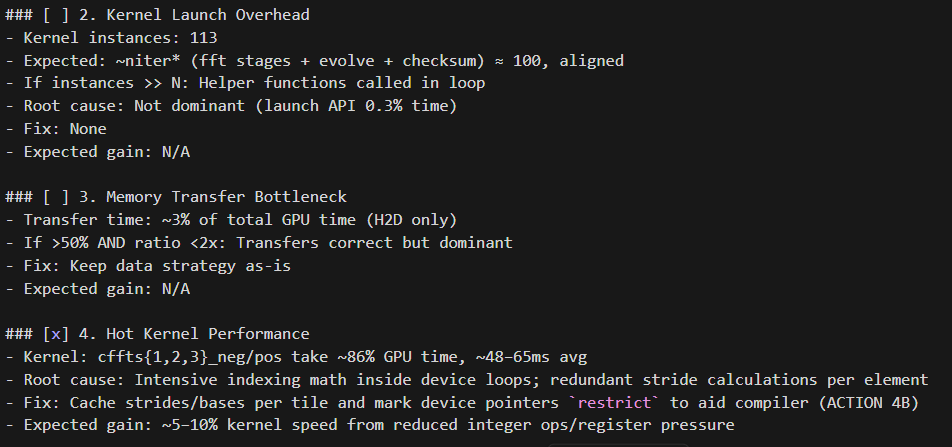 ### [ ] 2. Kernel Launch Overhead
- Kernel instances: 113
- Expected: ~niter* (fft stages + evolve + checksum) ≈ 100, aligned
- If instances >> N: Helper functions called in loop
- Root cause: Not dominant (launch API 0.3% time)
- Fix: None
- Expected gain: N/A
### [ ] 3. Memory Transfer Bottleneck
- Transfer time: ~3% of total GPU time (H2D only)
- If >50% AND ratio <2x: Transfers correct but dominant
- Fix: Keep data strategy as-is
- Expected gain: N/A
### [x] 4. Hot Kernel Performance
- Kernel: cffts{1,2,3}_neg/pos take ~86% GPU time, ~48–65ms avg
- Root cause: Intensive indexing math inside device loops; redundant stride calculations per element
- Fix: Cache strides/bases per tile and mark device pointers `restrict` to aid compiler (ACTION 4B)
- Expected gain: ~5–10% kernel speed from reduced integer ops/register pressure